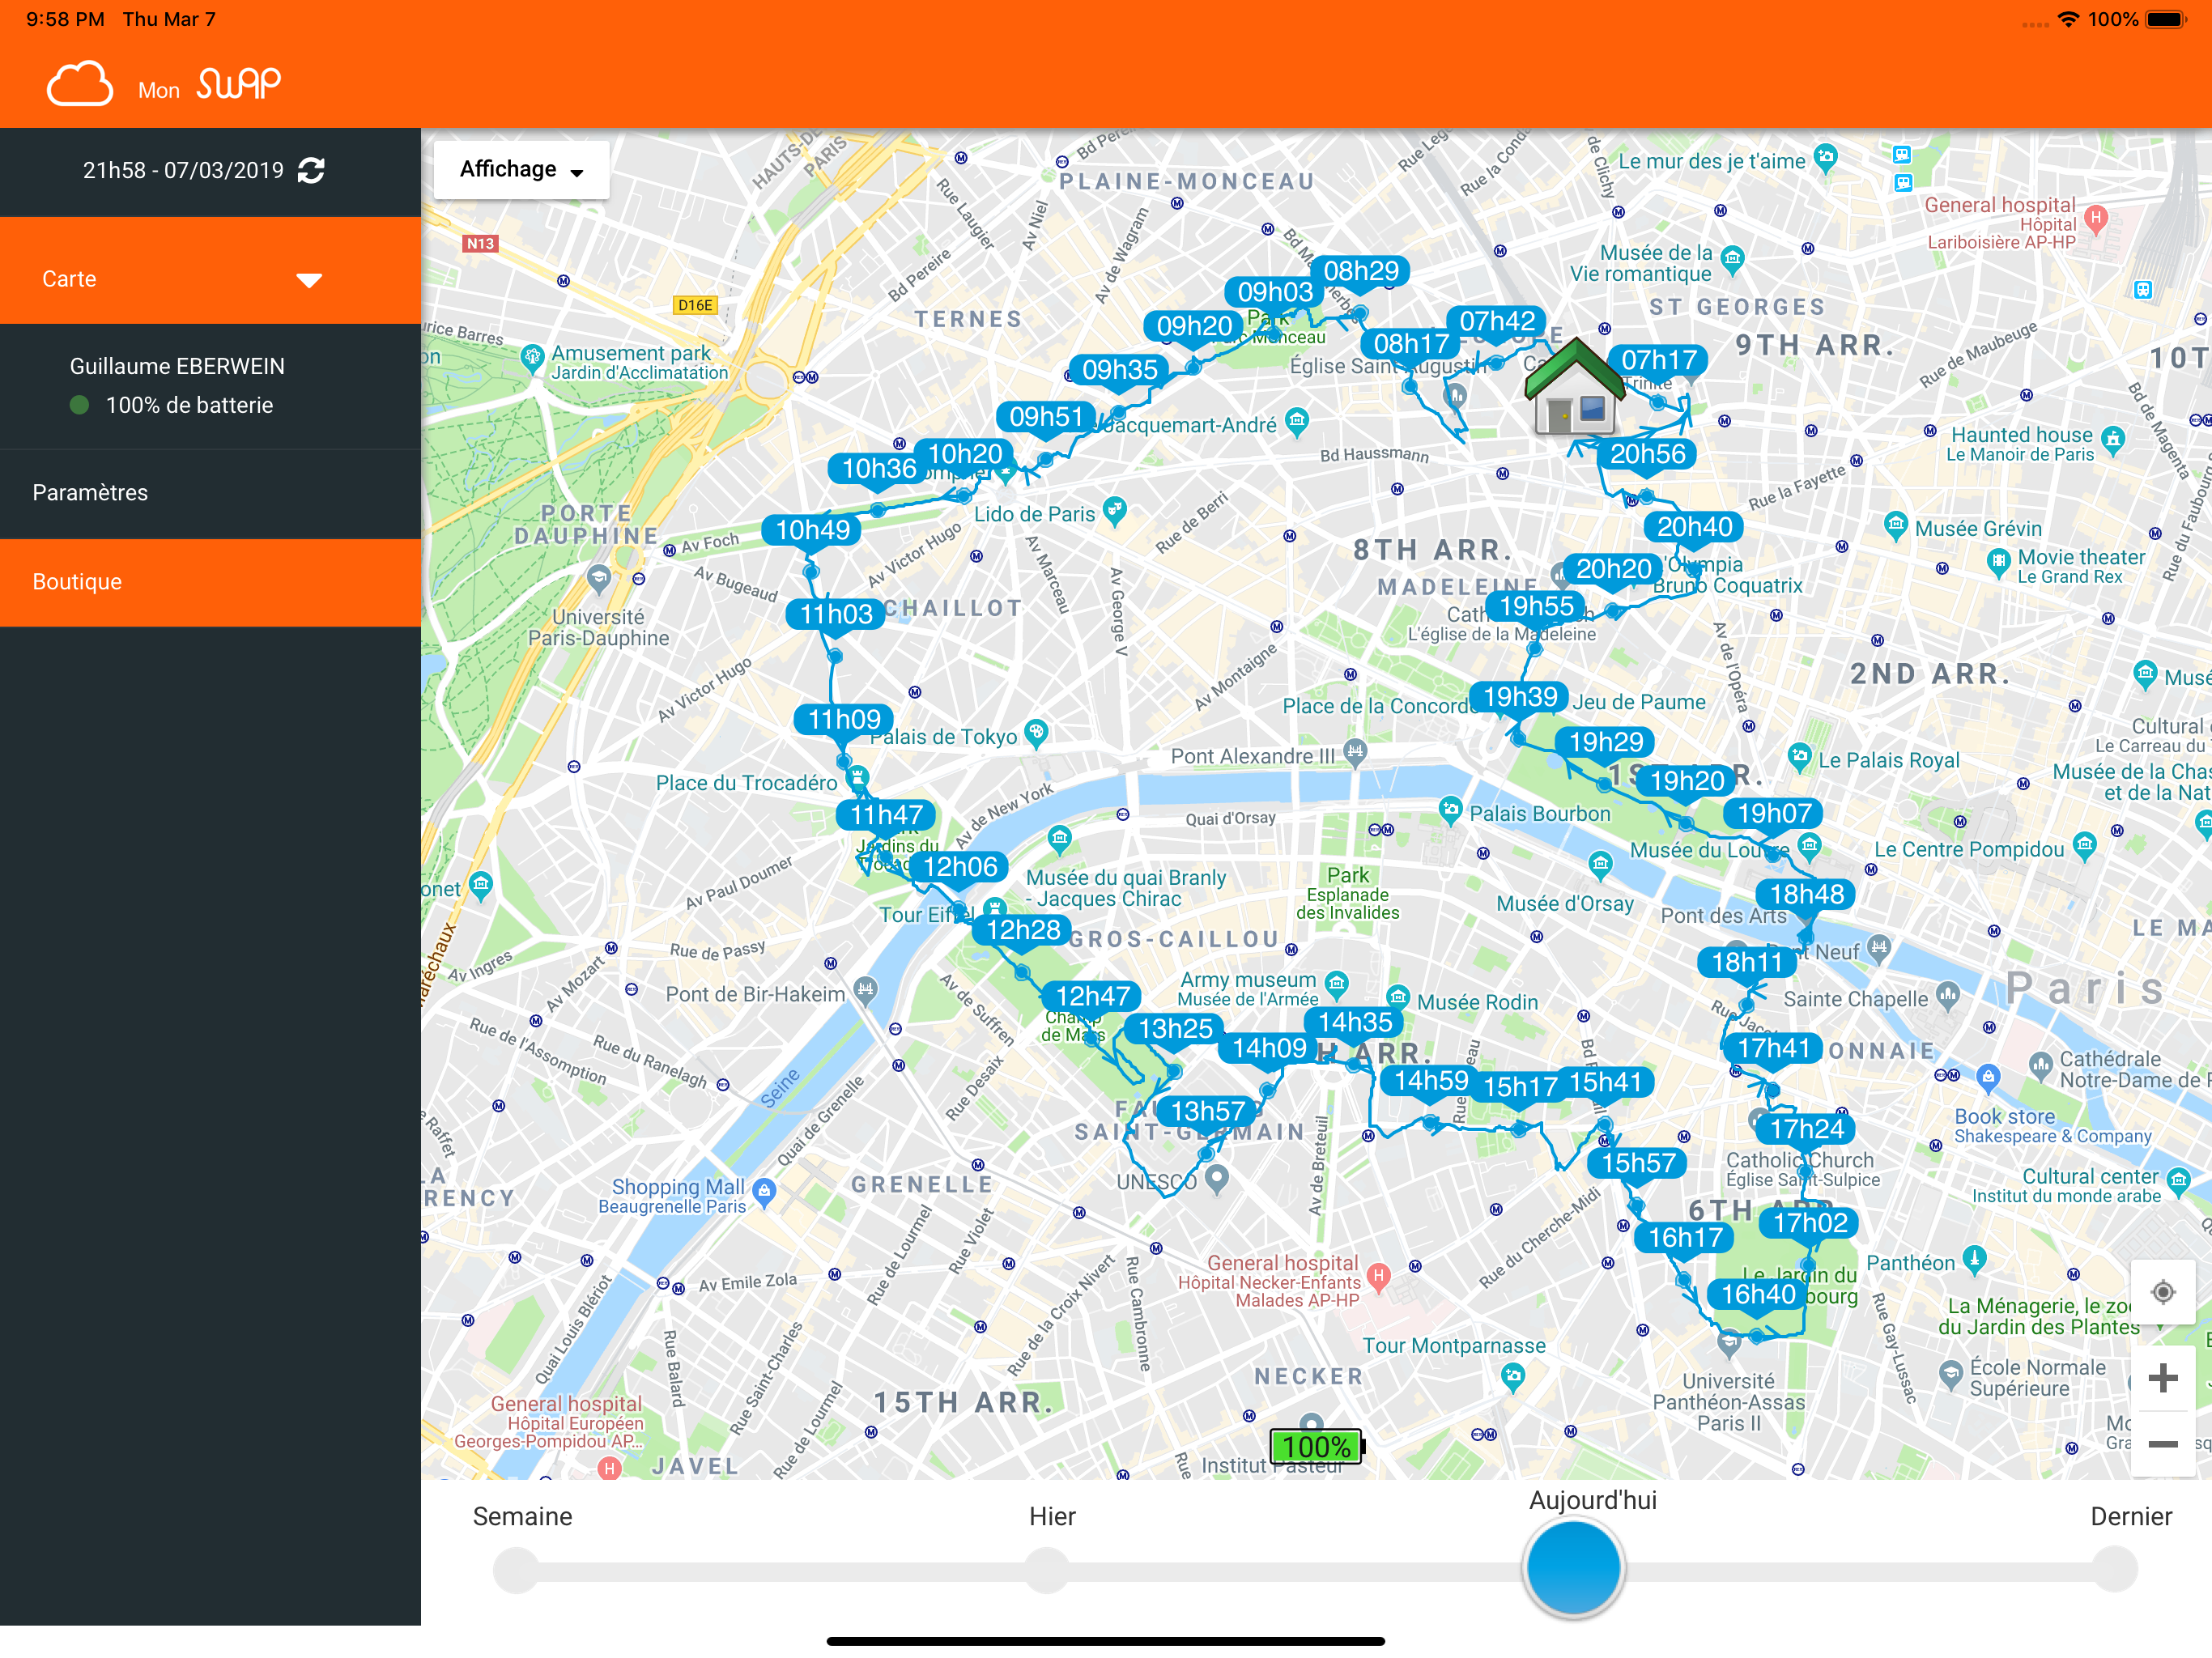 9:58 PM Thu Mar 7
100%
Mon swap
21h58 - 07/03/2019
Carte
Guillaume EBERWEIN
100% de batterie
Paramètres
Boutique
Affichage
N13
D16E
Bd Pereire
PLAINE-MONCEAU
Rue Laugier
Av Niel
Av de Wagram
Bd Pereire
TERNES
Amusement park
Jardin d'Acclimatation
Le mur des je t'aime
de Clichy
General hospital
Hôpital
Lariboisière AP-HP
Musée de la
Vie romantique
ST GEORGES
9TH ARR.
Rue de Maubeuge
Bd de Magenta
Haunted house
Le Manoir de Paris
08h29
09h03
09h20
09h35
09h51
10h20
10h36
10h49
11h03
11h09
11h47
12h06
12h28
12h47
13h25
13h57
14h09
14h35
14h59
15h17
15h41
15h57
16h17
16h40
17h02
17h24
17h41
18h11
18h48
19h07
19h20
19h29
19h39
19h55
20h20
20h40
20h56
07h17
07h42
08h17
Église Saint-Augustin
Jacquemart-André
Bd Haussmann
Rue la Fayette
Lido de Paris
Rue de Berri
PORTE
DAUPHINE
Av Foch
Av Victor Hugo
Av Bugeaud
Av Marceau
Av George V
8TH ARR.
MADELEINE
Musée Grévin
Movie theater
Le Grand Rex
Bruno Coquatrix
Université
Paris-Dauphine
CHAILLOT
L'église de la Madeleine
Av de l'Opéra
2ND ARR.
Av Victor Hugo
Av Montaigne
Jeu de Paume
Palais de Tokyo
Pont Alexandre III
Place du Trocadéro
Le Palais Royal
Av de New York
Quai d'Orsay
Palais Bourbon
Musée du Louvre
Le Centre Pompidou
Av Paul Doumer
Musée du quai Branly
- Jacques Chirac
Park
Esplanade
des Invalides
Musée d'Orsay
Pont des Arts
Tour Eiffel
GROS-CAILLOU
Rue de Passy
Av Ingres
Av Mozart
Pont de Bir-Hakeim
Av de Suffren
Army museum
Musée de l'Armée
Musée Rodin
Sainte Chapelle
Paris
Rue de l'Assomption
Rue du Ranelagh
Seine
Quai de Grenelle
Rue Desaix
SAINT-GERMAIN
UNESCO
Av de Breteuil
Book store
Shakespeare & Company
Catholic Church
Église Saint-Sulpice
Cultural center
Institut du monde arabe
GRENELLE
Shopping Mall
Beaugrenelle Paris
Rue du Cherche-Midi
Panthéon
General hospital
Hôpital Necker-Enfants
Malades AP-HP
Av Emile Zola
Rue de Lourmel
Rue Violet
Rue de la Croix Nivert
Rue Cambronne
Quai Louis Blériot
Rue Balard
Rue Saint-Charles
Rue de Lourmel
Tour Montparnasse
NECKER
Rue Gay-Lussac
La Ménagerie, le zoo
du Jardin des Plantes
École Normale
Supérieure
Université
Panthéon-Assas
Paris II
15TH ARR.
General hospital
Hôpital Européen
Georges-Pompidou AP...
JAVEL
100%
Institut Pasteur
Semaine
Hier
Aujourd'hui
Dernier